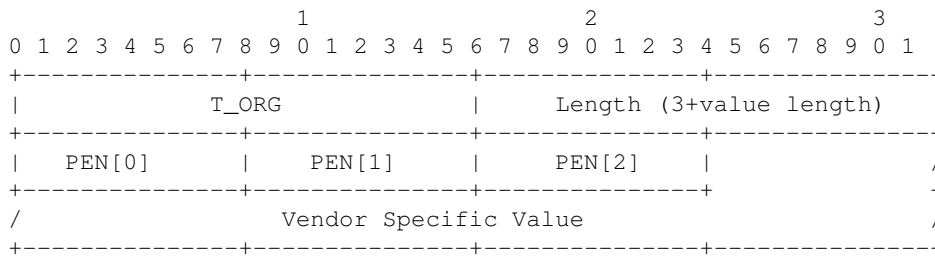 1                   2                   3
0 1 2 3 4 5 6 7 8 9 0 1 2 3 4 5 6 7 8 9 0 1 2 3 4 5 6 7 8 9 0 1
+---------------+---------------+---------------+--------------
|             T_ORG             |     Length (3+value length)
+---------------+---------------+---------------+--------------
|   PEN[0]      |    PEN[1]     |     PEN[2]    |              /
+---------------+---------------+---------------+              -
/                  Vendor Specific Value                       /
+---------------+---------------+---------------+--------------